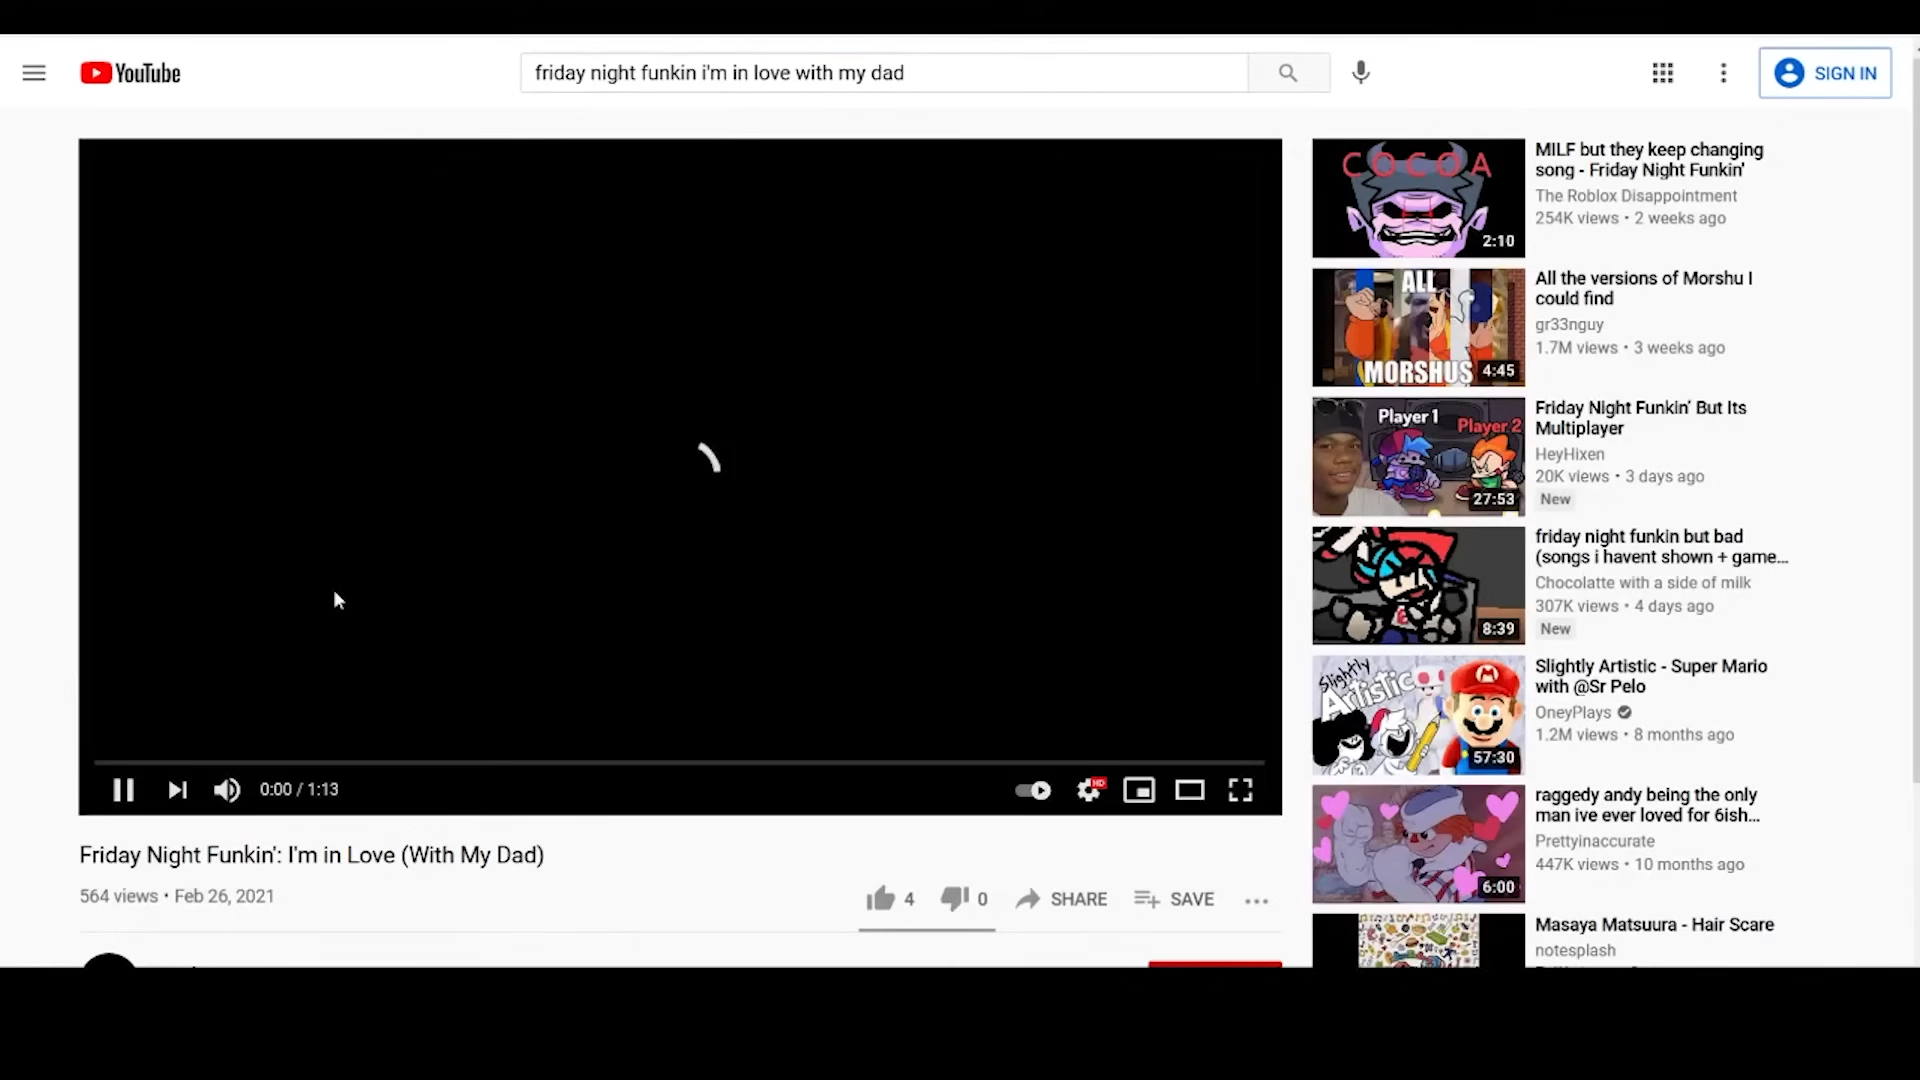 YouTube
friday night funkin i'm in love with my dad
SIGN IN
0:00 / 1:13
HD
Friday Night Funkin': I'm in Love (With My Dad)
564 views • Feb 26, 2021
4
0
SHARE
SAVE
COCOA
2:10
MILF but they keep changing
song - Friday Night Funkin'
The Roblox Disappointment
254K views • 2 weeks ago
ALL
MORSHUS
4:45
All the versions of Morshu I
could find
gr33nguy
1.7M views • 3 weeks ago
Player 1
Player 2
27:53
Friday Night Funkin' But Its
Multiplayer
HeyHixen
20K views • 3 days ago
New
8:39
friday night funkin but bad
(songs i havent shown + game...
Chocolatte with a side of milk
307K views • 4 days ago
New
Slightly
Artistic
57:30
Slightly Artistic - Super Mario
with @Sr Pelo
OneyPlays
1.2M views • 8 months ago
6:00
raggedy andy being the only
man ive ever loved for 6ish...
Prettyinaccurate
447K views • 10 months ago
Masaya Matsuura - Hair Scare
notesplash